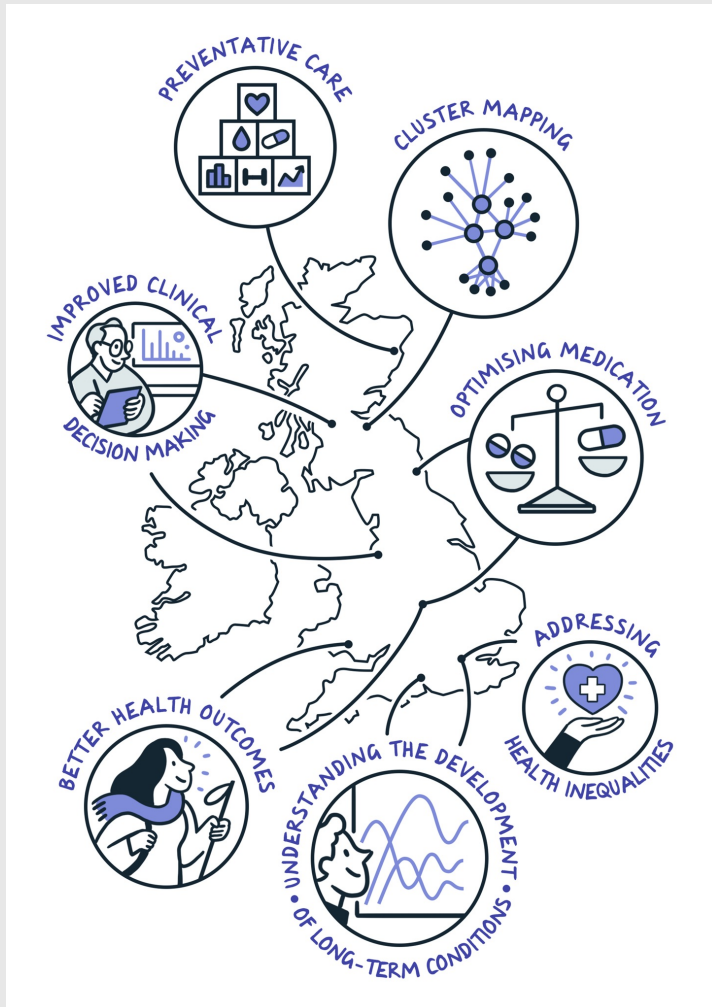 PREVENTATIVE CARE
CLUSTER MAPPING
IMPROVED CLINICAL
DECISION MAKING
OPTIMISING MEDICATION
ADDRESSING
HEALTH INEQUALITIES
BETTER HEALTH OUTCOMES
• UNDERSTANDING THE DEVELOPMENT •
OF LONG-TERM CONDITIONS